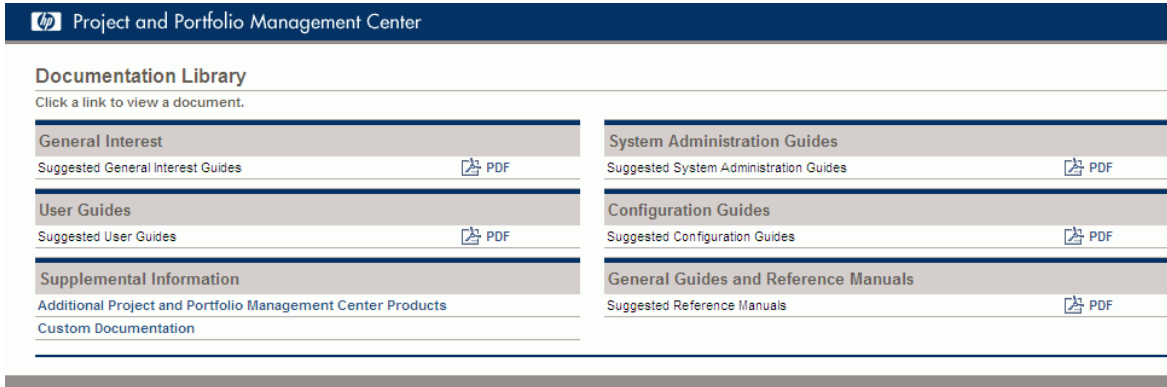 hp Project and Portfolio Management Center
Documentation Library
Click a link to view a document.
General Interest
Suggested General Interest Guides PDF
User Guides
Suggested User Guides PDF
Supplemental Information
Additional Project and Portfolio Management Center Products
Custom Documentation
System Administration Guides
Suggested System Administration Guides PDF
Configuration Guides
Suggested Configuration Guides PDF
General Guides and Reference Manuals
Suggested Reference Manuals PDF